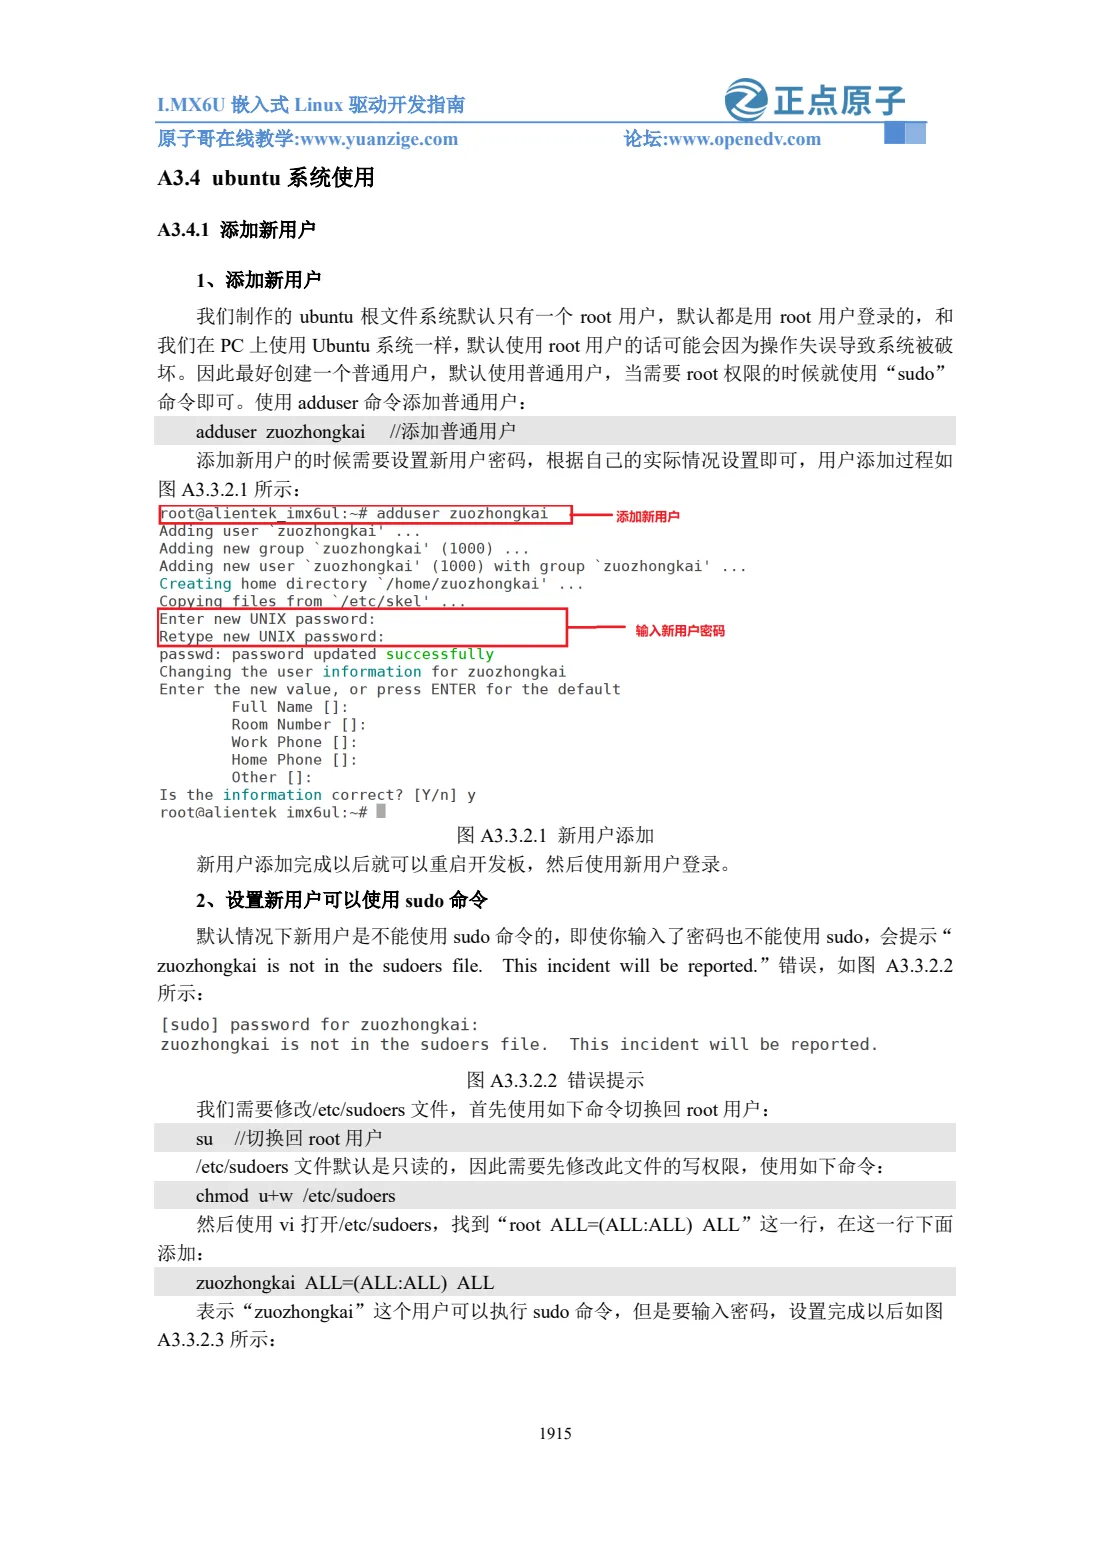 I.MX6U 嵌入式 Linux 驱动开发指南
正点原子
原子哥在线教学:www.yuanzige.com 论坛:www.openedv.com
A3.4 ubuntu 系统使用
A3.4.1 添加新用户
1、添加新用户
我们制作的 ubuntu 根文件系统默认只有一个 root 用户，默认都是用 root 用户登录的，和
我们在 PC 上使用 Ubuntu 系统一样，默认使用 root 用户的话可能会因为操作失误导致系统被破
坏。因此最好创建一个普通用户，默认使用普通用户，当需要 root 权限的时候就使用“sudo”
命令即可。使用 adduser 命令添加普通用户：
adduser zuozhongkai //添加普通用户
添加新用户的时候需要设置新用户密码，根据自己的实际情况设置即可，用户添加过程如
图 A3.3.2.1 所示：
root@alientek_imx6ul:~# adduser zuozhongkai 添加新用户
Adding user `zuozhongkai' ...
Adding new group `zuozhongkai' (1000) ...
Adding new user `zuozhongkai' (1000) with group `zuozhongkai' ...
Creating home directory `/home/zuozhongkai' ...
Copying files from `/etc/skel' ...
Enter new UNIX password:
Retype new UNIX password: 输入新用户密码
passwd: password updated successfully
Changing the user information for zuozhongkai
Enter the new value, or press ENTER for the default
Full Name []:
Room Number []:
Work Phone []:
Home Phone []:
Other []:
Is the information correct? [Y/n] y
root@alientek imx6ul:~#
图 A3.3.2.1 新用户添加
新用户添加完成以后就可以重启开发板，然后使用新用户登录。
2、设置新用户可以使用 sudo 命令
默认情况下新用户是不能使用 sudo 命令的，即使你输入了密码也不能使用 sudo，会提示“
zuozhongkai is not in the sudoers file. This incident will be reported.”错误，如图 A3.3.2.2
所示：
[sudo] password for zuozhongkai:
zuozhongkai is not in the sudoers file. This incident will be reported.
图 A3.3.2.2 错误提示
我们需要修改/etc/sudoers 文件，首先使用如下命令切换回 root 用户：
su //切换回 root 用户
/etc/sudoers 文件默认是只读的，因此需要先修改此文件的写权限，使用如下命令：
chmod u+w /etc/sudoers
然后使用 vi 打开/etc/sudoers，找到“root ALL=(ALL:ALL) ALL”这一行，在这一行下面
添加：
zuozhongkai ALL=(ALL:ALL) ALL
表示“zuozhongkai”这个用户可以执行 sudo 命令，但是要输入密码，设置完成以后如图
A3.3.2.3 所示：
1915